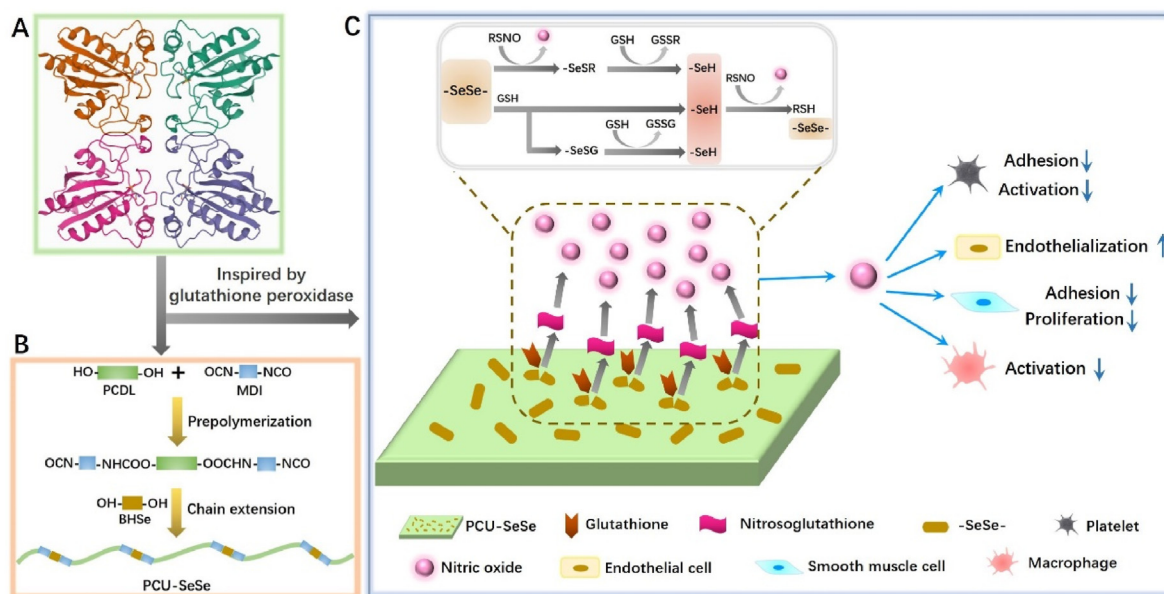 A
Inspired by
glutathione peroxidase
B
HO-
-OH
+
OCN-
-NCO
PCDL
MDI
Prepolymerization
OCN-
-NHCOO-
-OOCHN-
-NCO
OH-
-OH
BHSe
Chain extension
PCU-SeSe
C
RSNO
GSH
GSSR
-SeSR
-SeH
RSNO
-SeSe-
GSH
-SeH
RSH
GSH
GSSG
-SeSe-
-SeSG
-SeH
Adhesion ↓
Activation ↓
Endothelialization ↑
Adhesion ↓
Proliferation ↓
Activation ↓
PCU-SeSe
Glutathione
Nitrosoglutathione
-SeSe-
Platelet
Nitric oxide
Endothelial cell
Smooth muscle cell
Macrophage